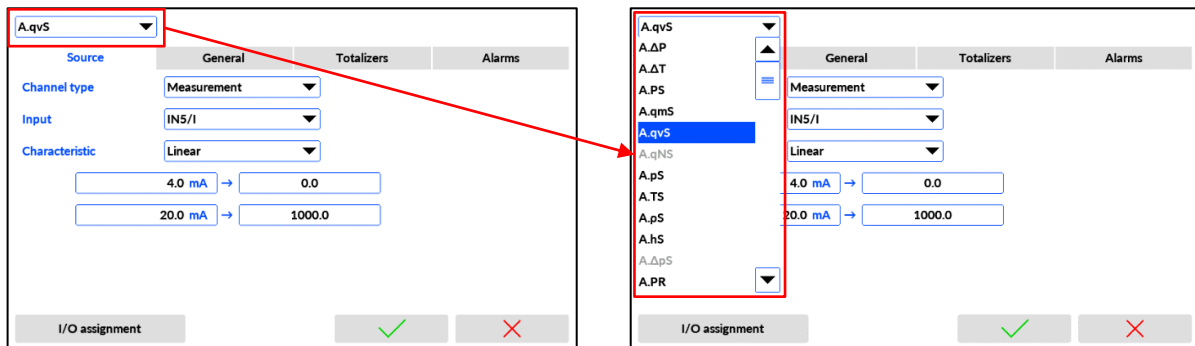 A.qvS
Source General Totalizers Alarms
Channel type Measurement
Input IN5/I
Characteristic Linear
4.0 mA → 0.0
20.0 mA → 1000.0
I/O assignment
A.qvS
A.ΔP
A.ΔT
A.PS
A.qmS
A.qvS
A.qNS
A.pS
A.TS
A.ρS
A.hS
A.ΔpS
A.PR
General Totalizers Alarms
Measurement
IN5/I
Linear
4.0 mA → 0.0
20.0 mA → 1000.0
I/O assignment